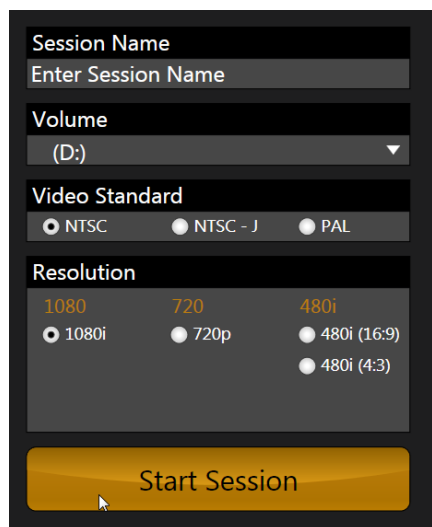 Session Name
Enter Session Name
Volume
(D:)
Video Standard
NTSC NTSC - J PAL
Resolution
1080 720 480i
1080i 720p 480i (16:9)
480i (4:3)
Start Session